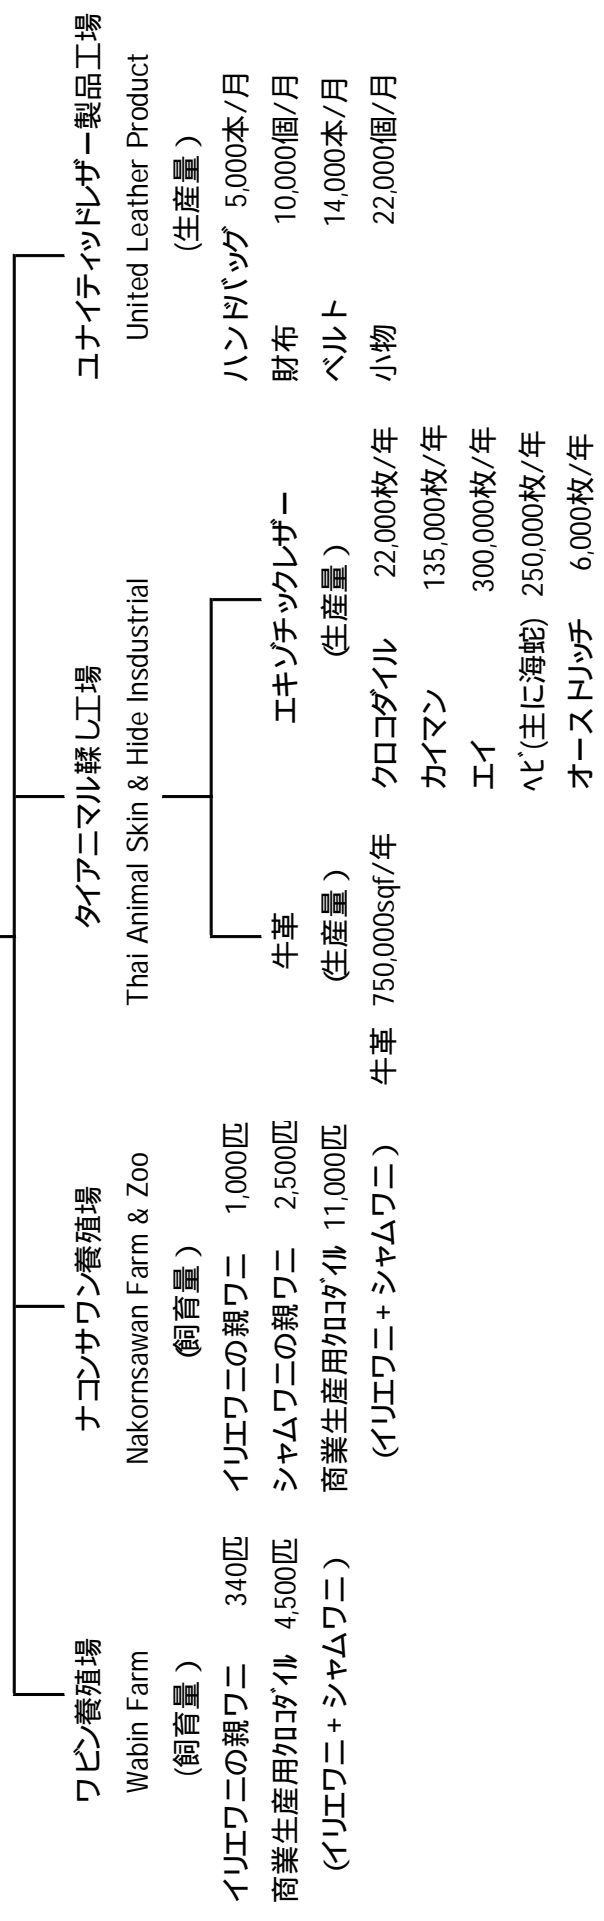 ワビン養殖場
Wabin Farm
(飼育量)
イリエワニの親ワニ 340匹
商業生産用ｸﾛｺﾀﾞｲﾙ 4,500匹
(イリエワニ+シャムワニ)
ナコンサワン養殖場
Nakornsawan Farm & Zoo
(飼育量)
イリエワニの親ワニ 1,000匹
シャムワニの親ワニ 2,500匹
商業生産用ｸﾛｺﾀﾞｲﾙ 11,000匹
(イリエワニ+シャムワニ)
タイアニマル鞣し工場
Thai Animal Skin & Hide Insdustrial
牛革
(生産量)
牛革 750,000sqf/年
エキゾチックレザー
(生産量)
クロコダイル 22,000枚/年
カイマン 135,000枚/年
エイ 300,000枚/年
ﾍﾋﾞ(主に海蛇) 250,000枚/年
オーストリッチ 6,000枚/年
ユナイティッドレザー製品工場
United Leather Product
(生産量)
ハンドバッグ 5,000本/月
財布 10,000個/月
ベルト 14,000本/月
小物 22,000個/月